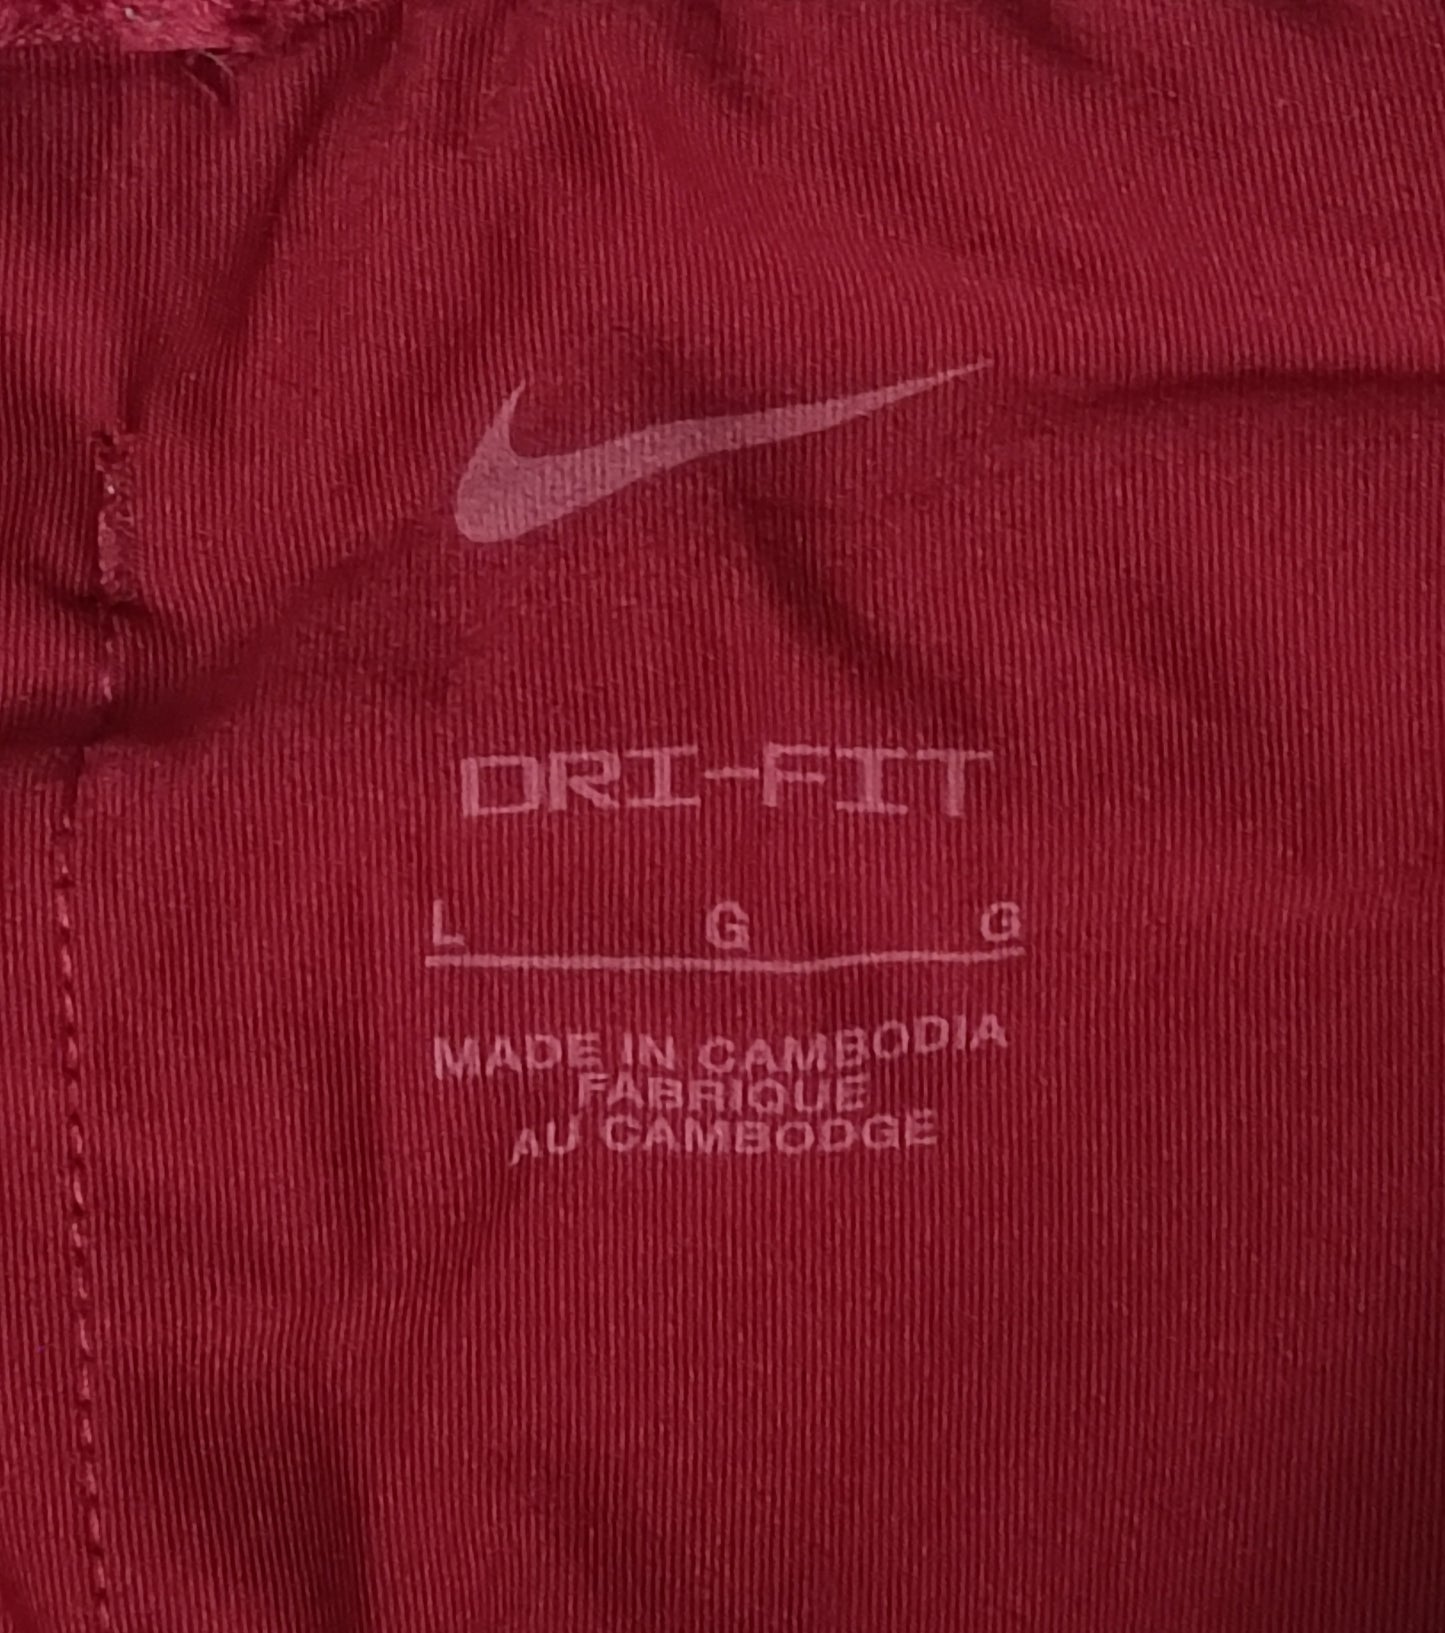 DRI-FIT
L G G
MADE IN CAMBODIA
FABRIQUE
AU CAMBODGE